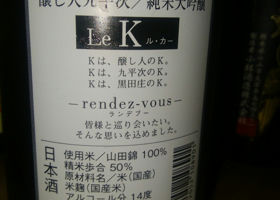 醸し人九平次/純米大吟醸
Le K ル・カー
Kは、醸し人のK。
Kは、九平次のK。
Kは、黒田庄のK。
—rendez-vous—
ランデブー
皆様と巡り会いたい。
そんな思いを込めました。
日本酒
使用米/山田錦 100%
精米歩合 50%
原材料名/米(国産)
米麹(国産米)
アルコール分 14度